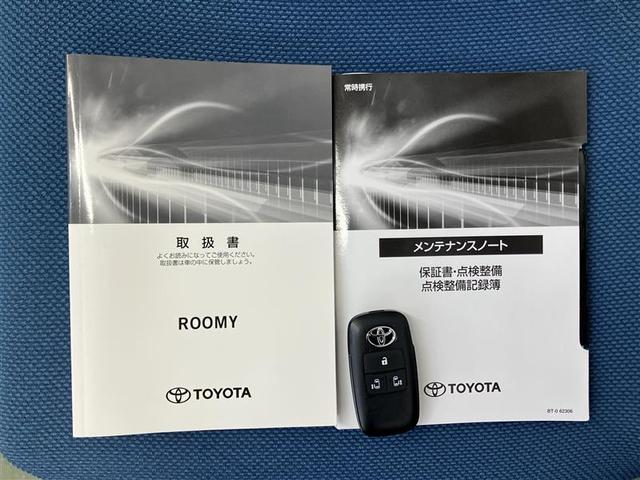 取扱書
よくお読みになってご使用ください。
取扱書は車の中に保管しましょう。
ROOMY
TOYOTA
常時携行
メンテナンスノート
保証書・点検整備
点検整備記録簿
TOYOTA
BT-0 62306